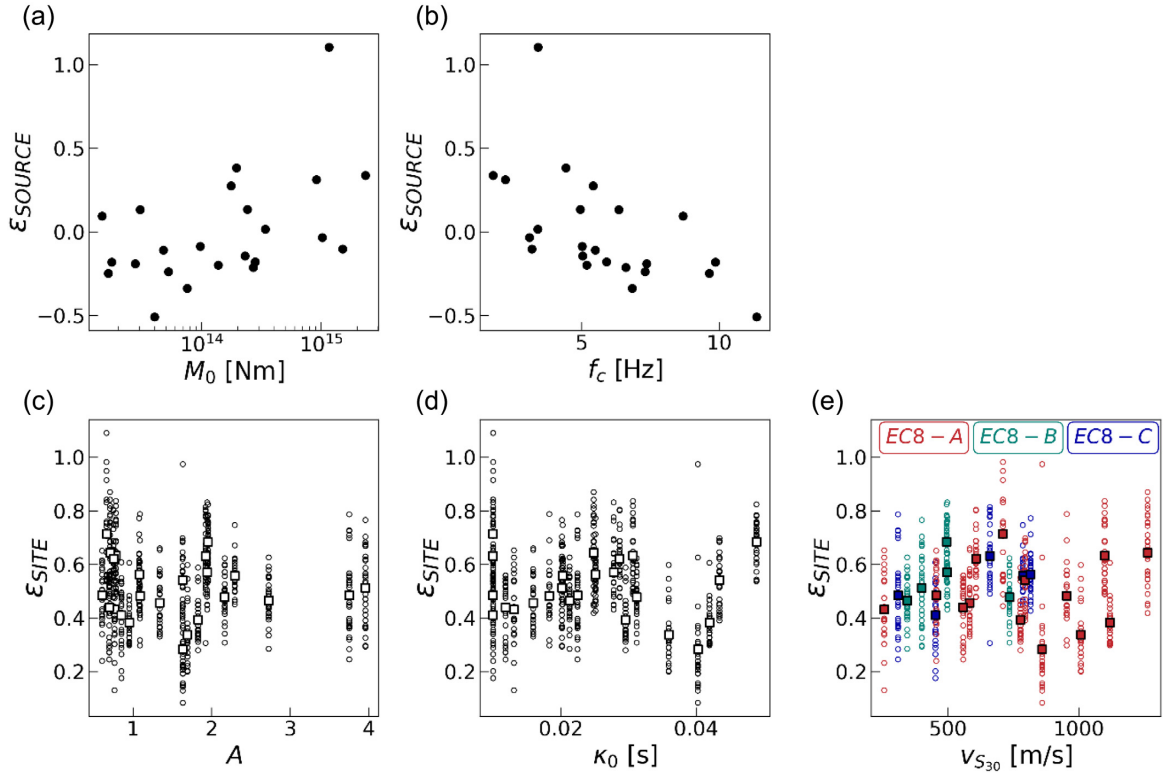 (a)
(b)
1.0
0.5
0.0
−0.5
ε_SOURCE
10^14
10^15
M_0 [Nm]
1.0
0.5
0.0
−0.5
ε_SOURCE
5
10
f_c [Hz]
(c)
(d)
(e)
1.0
0.8
0.6
0.4
0.2
ε_SITE
1
2
3
4
A
1.0
0.8
0.6
0.4
0.2
ε_SITE
0.02
0.04
κ_0 [s]
EC8 − A
EC8 − B
EC8 − C
1.0
0.8
0.6
0.4
0.2
ε_SITE
500
1000
v_S_30 [m/s]